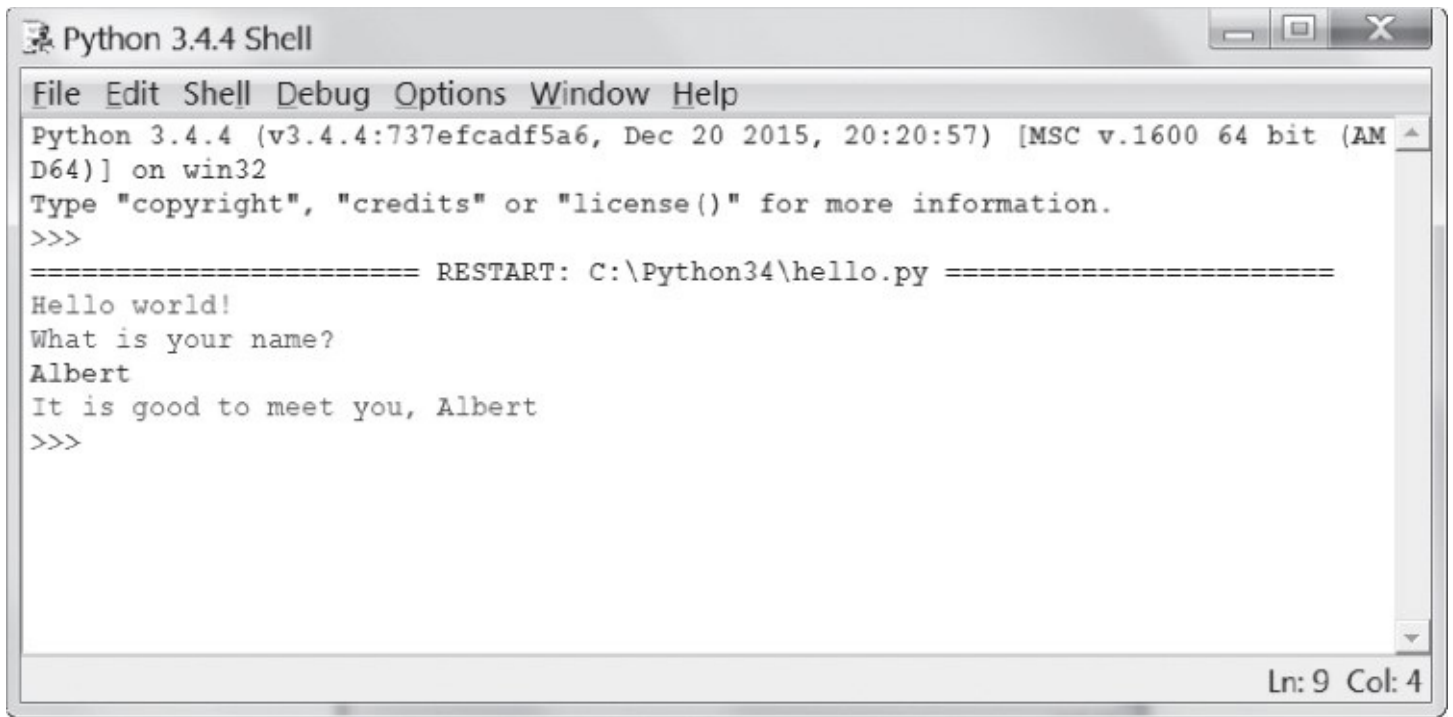 Python 3.4.4 Shell
File Edit Shell Debug Options Window Help
Python 3.4.4 (v3.4.4:737efcadf5a6, Dec 20 2015, 20:20:57) [MSC v.1600 64 bit (AM
D64)] on win32
Type "copyright", "credits" or "license()" for more information.
>>>
======================= RESTART: C:\Python34\hello.py =======================
Hello world!
What is your name?
Albert
It is good to meet you, Albert
>>>
Ln: 9 Col: 4